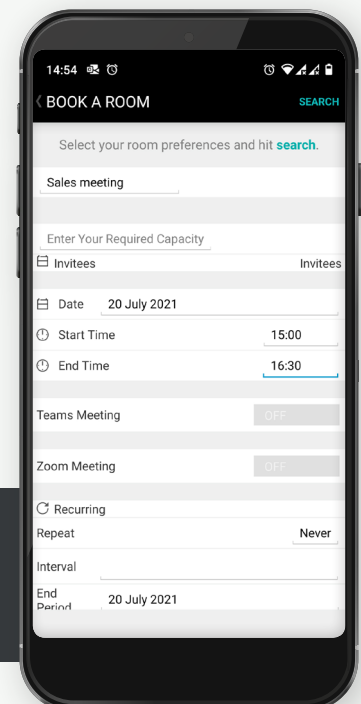 14:54
BOOK A ROOM SEARCH
Select your room preferences and hit search.
Sales meeting
Enter Your Required Capacity
Invitees Invitees
Date 20 July 2021
Start Time 15:00
End Time 16:30
Teams Meeting OFF
Zoom Meeting OFF
Recurring
Repeat Never
Interval
End Period 20 July 2021